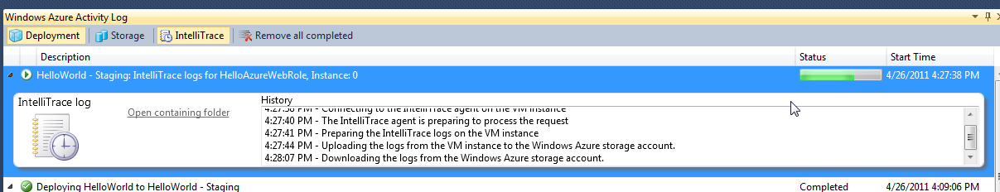 Windows Azure Activity Log
Deployment Storage IntelliTrace Remove all completed
Description Status Start Time
HelloWorld - Staging: IntelliTrace logs for HelloAzureWebRole, Instance: 0 4/26/2011 4:27:38 PM
IntelliTrace log
Open containing folder
History
4:27:38 PM - Connecting to the IntelliTrace agent on the VM instance
4:27:40 PM - The IntelliTrace agent is preparing to process the request
4:27:41 PM - Preparing the IntelliTrace logs on the VM instance
4:27:44 PM - Uploading the logs from the VM instance to the Windows Azure storage account.
4:28:07 PM - Downloading the logs from the Windows Azure storage account.
Deploying HelloWorld to HelloWorld - Staging Completed 4/26/2011 4:09:06 PM